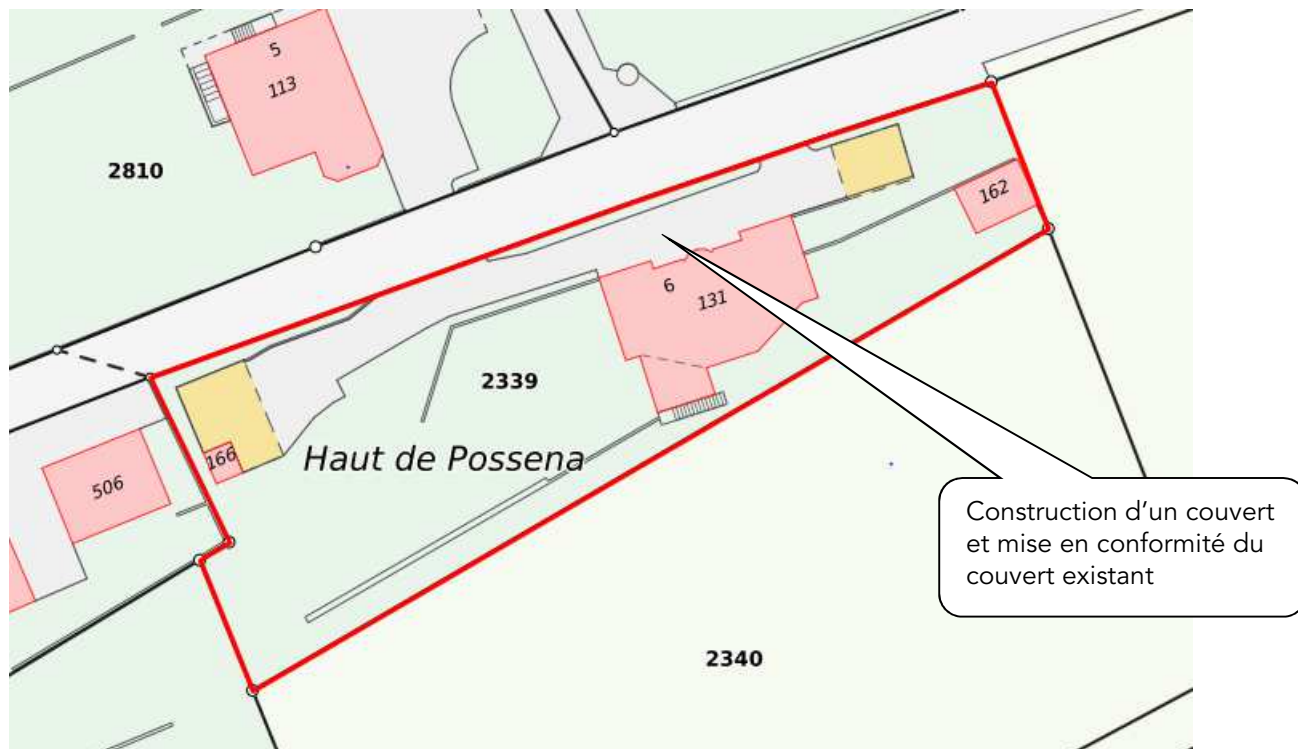 5
113
2810
162
6
131
2339
166
Haut de Possena
506
Construction d'un couvert
et mise en conformité du
couvert existant
2340